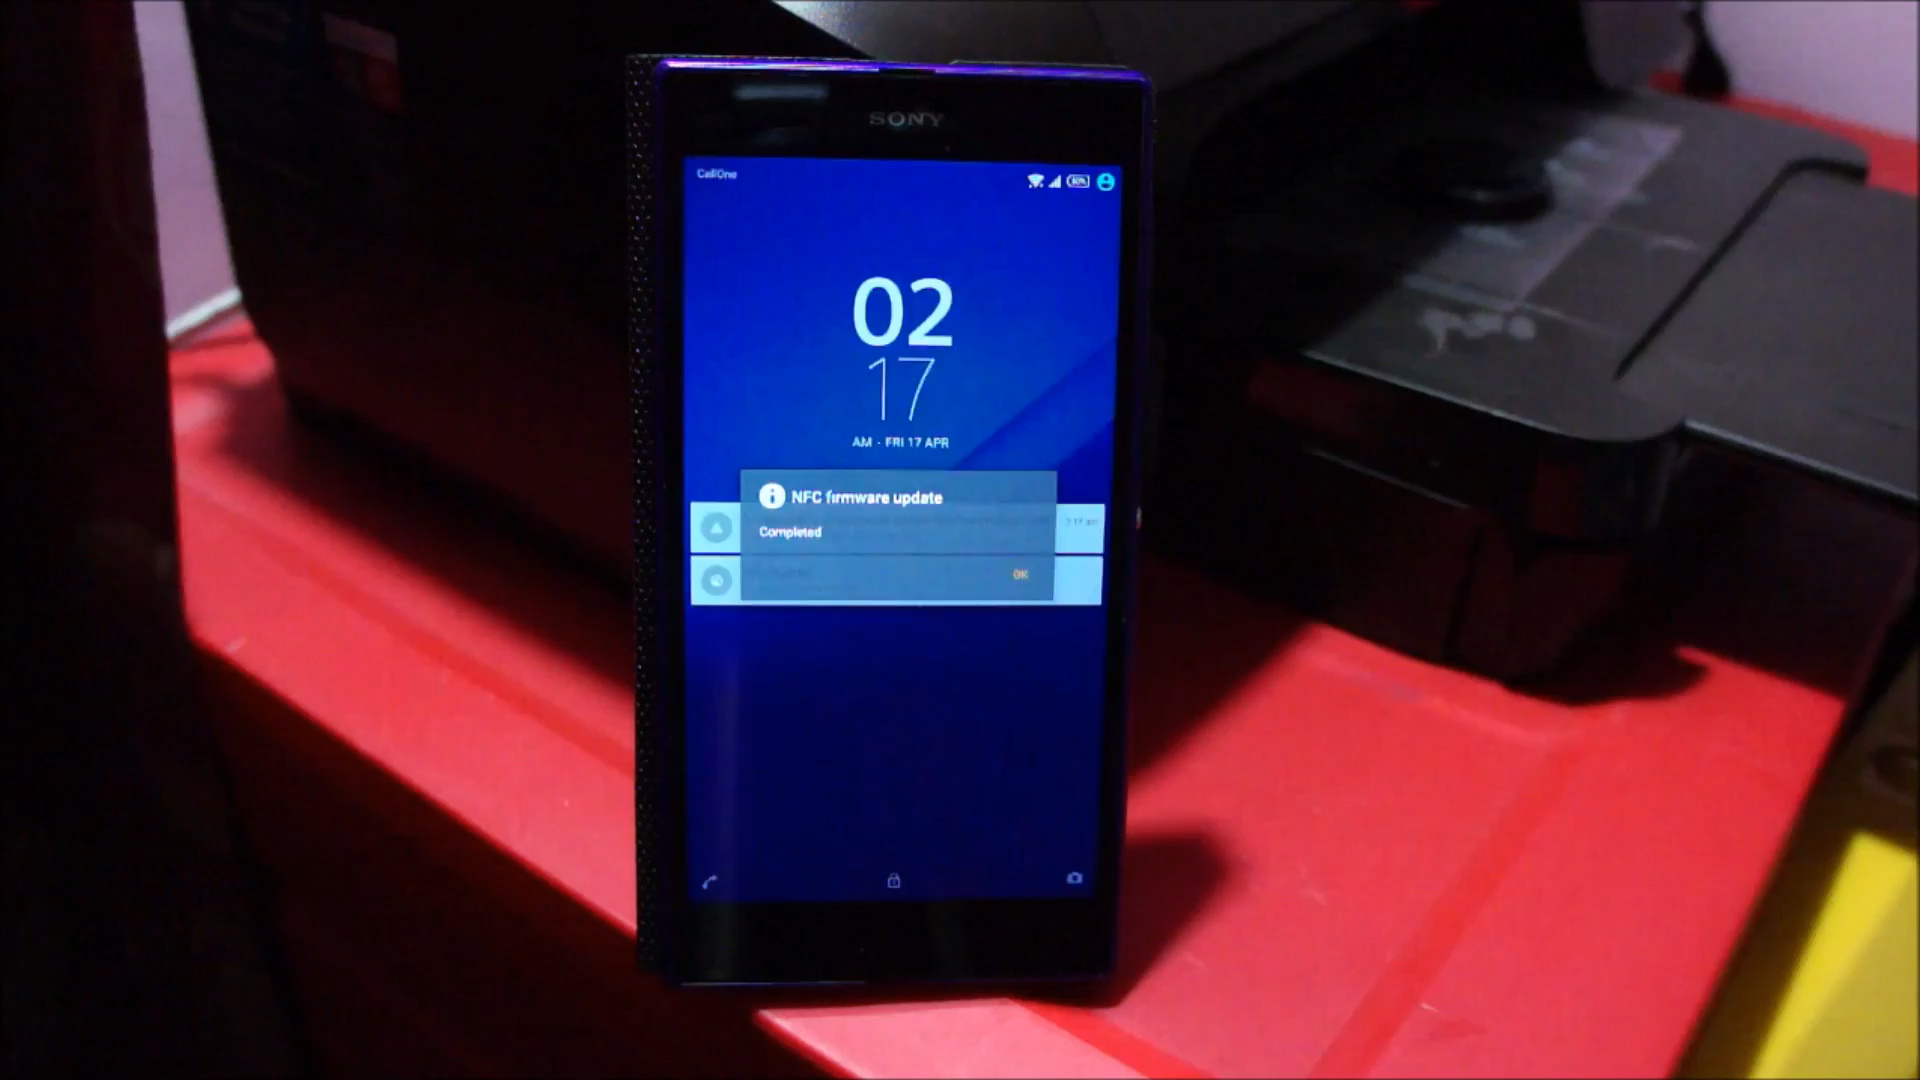 SONY
CallOne
02
17
AM - FRI 17 APR
NFC firmware update
Completed
OK